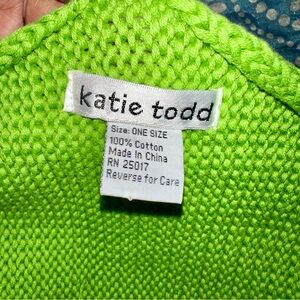 katie todd
Size: ONE SIZE
100% Cotton
Made In China
RN 25017
Reverse for Care